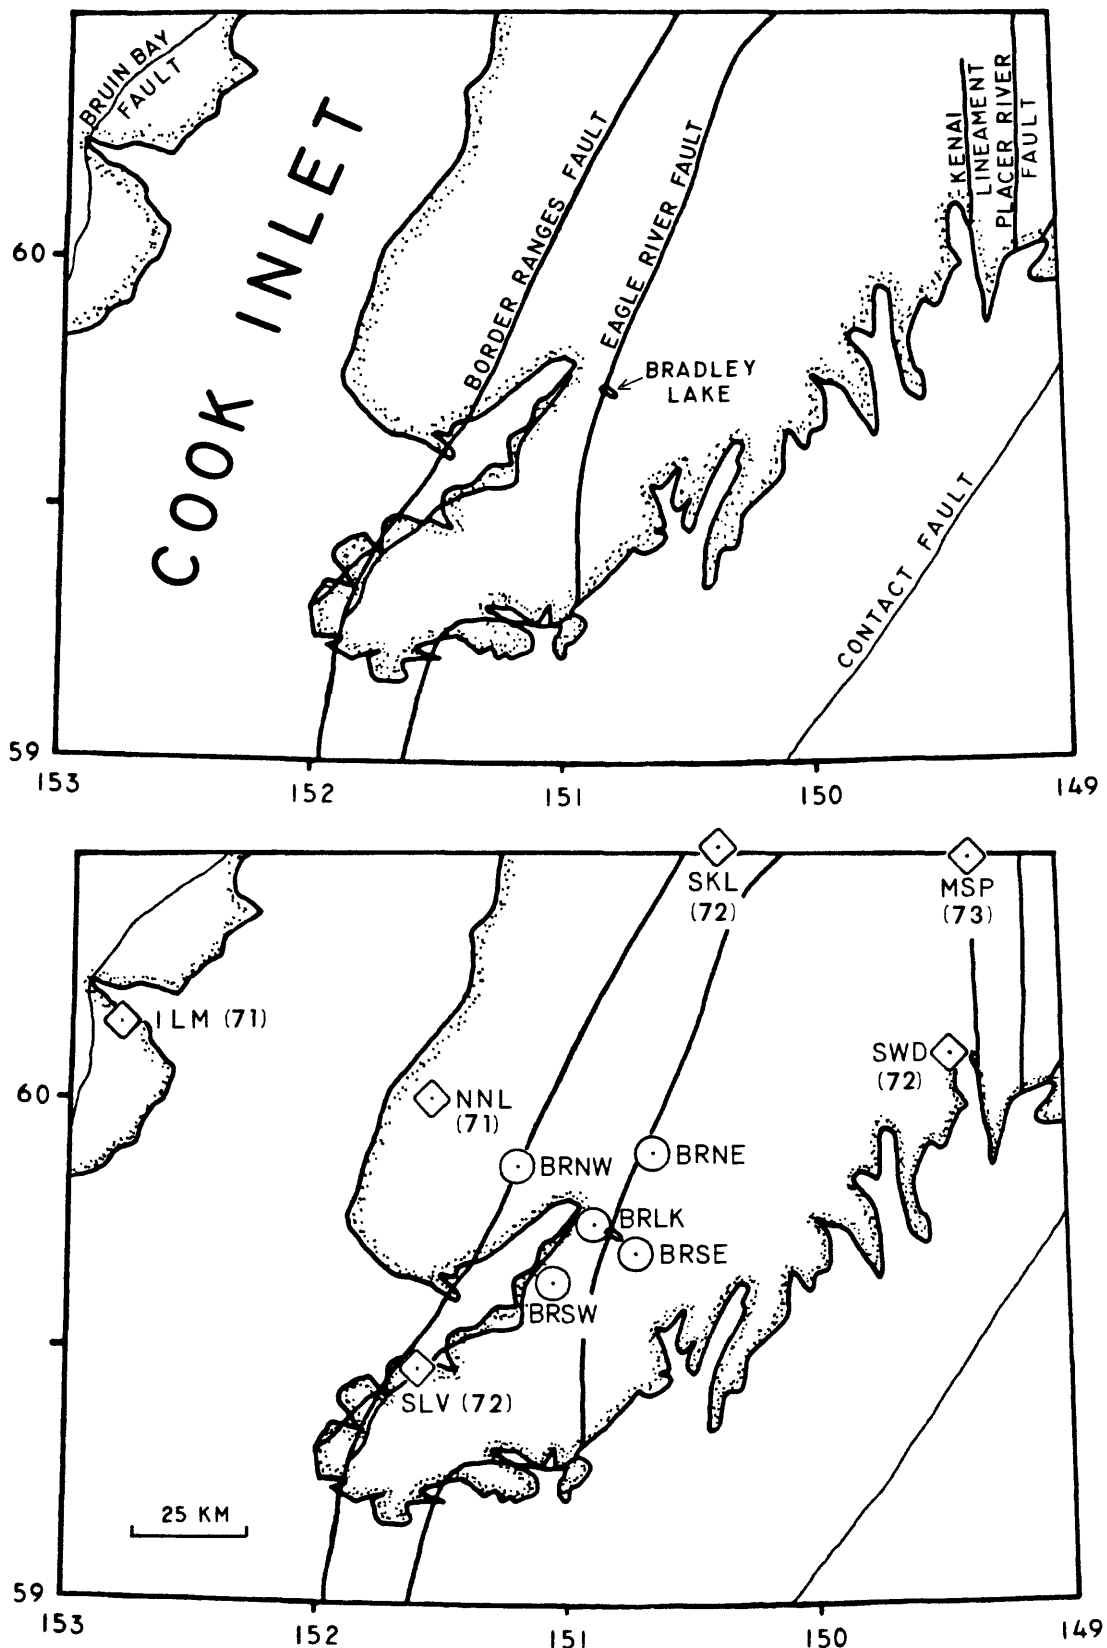 BRUIN BAY
FAULT
COOK INLET
BORDER RANGES FAULT
EAGLE RIVER FAULT
KENAI
LINEAMENT
PLACER RIVER
FAULT
BRADLEY
LAKE
CONTACT FAULT
60
59
153
152
151
150
149
SKL
(72)
MSP
(73)
ILM (71)
SWD
(72)
60
NNL
(71)
BRNW
BRNE
BRLK
BRSE
BRSW
SLV (72)
25 KM
59
153
152
151
150
149